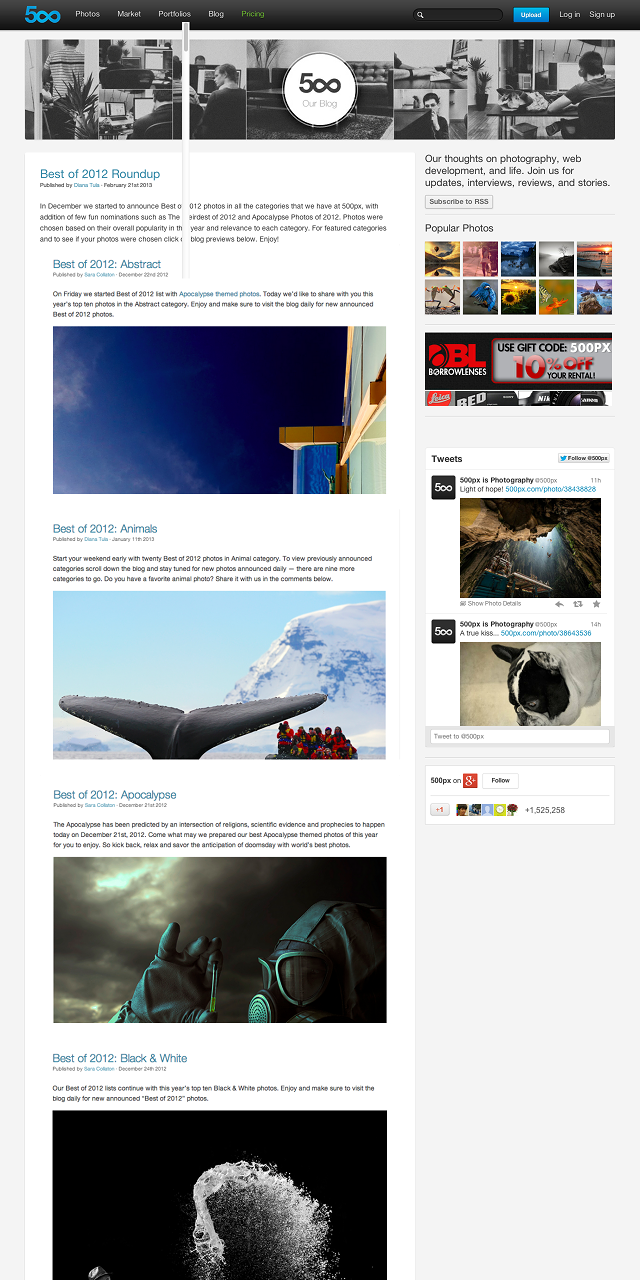 500
Photos
Market
Portfolios
Blog
Pricing
Upload
Log in
Sign up
500
Our Blog
Best of 2012 Roundup
Published by Diana Tula - February 21st 2013
In December we started to announce Best o 012 photos in all the categories that we have at 500px, with
addition of few fun nominations such as The eirdest of 2012 and Apocalypse Photos of 2012. Photos were
chosen based on their overall popularity in th year and relevance to each category. For featured categories
and to see if your photos were chosen click blog previews below. Enjoy!
Best of 2012: Abstract
Published by Sara Collaton - December 22nd 2012
On Friday we started Best of 2012 list with Apocalypse themed photos. Today we'd like to share with you this
year's top ten photos in the Abstract category. Enjoy and make sure to visit the blog daily for new announced
Best of 2012 photos.
Best of 2012: Animals
Published by Diana Tula - January 11th 2013
Start your weekend early with twenty Best of 2012 photos in Animal category. To view previously announced
categories scroll down the blog and stay tuned for new photos announced daily — there are nine more
categories to go. Do you have a favorite animal photo? Share it with us in the comments below.
Best of 2012: Apocalypse
Published by Sara Collaton - December 21st 2012
The Apocalypse has been predicted by an intersection of religions, scientific evidence and prophecies to happen
today on December 21st, 2012. Come what may we prepared our best Apocalypse themed photos of this year
for you to enjoy. So kick back, relax and savor the anticipation of doomsday with world's best photos.
Best of 2012: Black & White
Published by Sara Collaton - December 24th 2012
Our Best of 2012 lists continue with this year's top ten Black & White photos. Enjoy and make sure to visit the
blog daily for new announced "Best of 2012" photos.
Our thoughts on photography, web
development, and life. Join us for
updates, interviews, reviews, and stories.
Subscribe to RSS
Popular Photos
BL
BORROWLENSES
USE GIFT CODE: 500PX
10% OFF
YOUR RENTAL!
Leica
RED
SONY
Nikon
Canon
Tweets
Follow @500px
500px is Photography @500px 11h
Light of hope! 500px.com/photo/38438828
Show Photo Details
500px is Photography @500px 14h
A true kiss... 500px.com/photo/38643536
Tweet to @500px
500px on g+ Follow
+1
+1,525,258